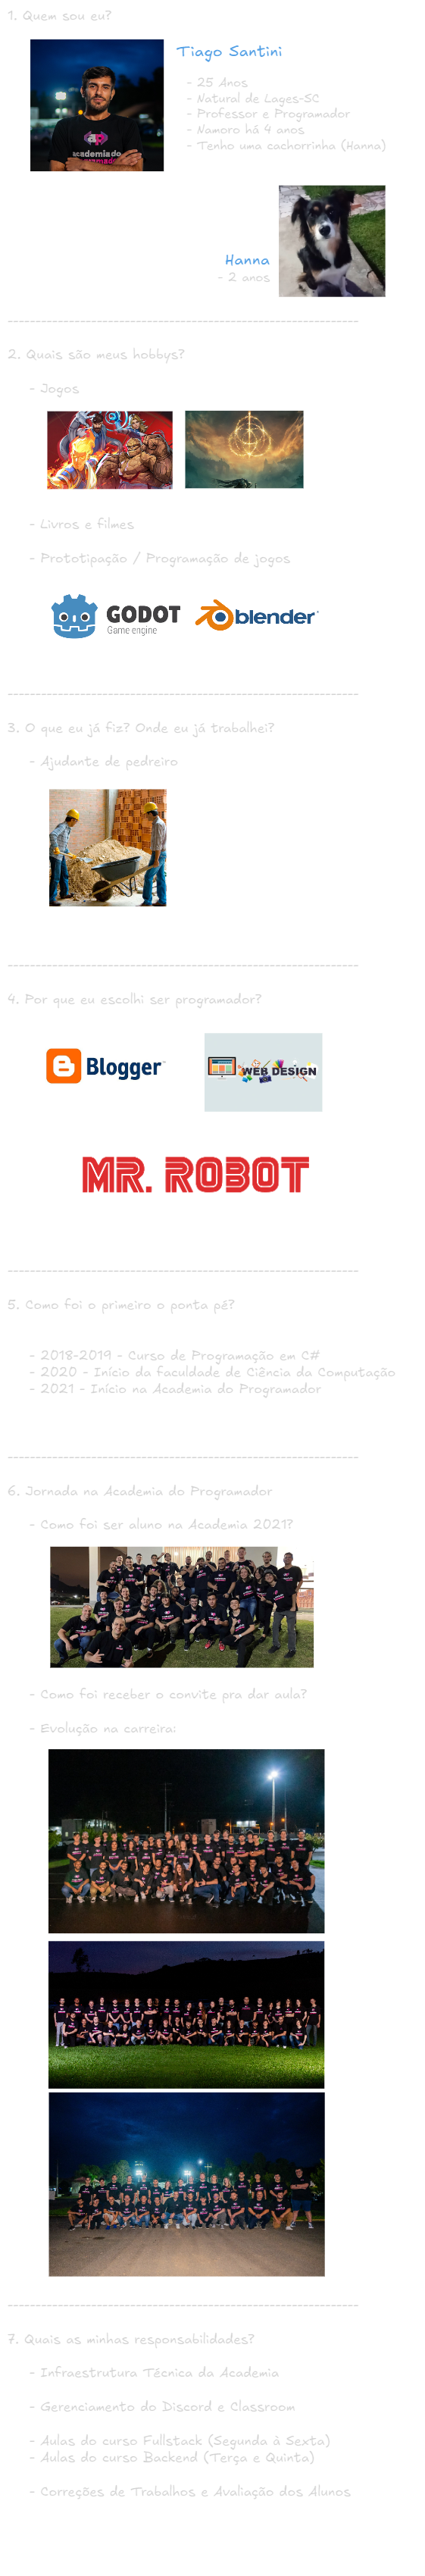 1. Quem sou eu?
Tiago Santini
- 25 Anos
- Natural de Lages-SC
- Professor e Programador
- Namoro há 4 anos
- Tenho uma cachorrinha (Hanna)
academia do
Hanna
- 2 anos
2. Quais são meus hobbys?
- Jogos
- Livros e filmes
- Prototipação / Programação de jogos
GODOT
Game engine
blender
3. O que eu já fiz? Onde eu já trabalhei?
- Ajudante de pedreiro
4. Por que eu escolhi ser programador?
Blogger
WEB DESIGN
MR. ROBOT
5. Como foi o primeiro o ponta pé?
- 2018-2019 - Curso de Programação em C#
- 2020 - Início da faculdade de Ciência da Computação
- 2021 - Início na Academia do Programador
6. Jornada na Academia do Programador
- Como foi ser aluno na Academia 2021?
- Como foi receber o convite pra dar aula?
- Evolução na carreira:
7. Quais as minhas responsabilidades?
- Infraestrutura Técnica da Academia
- Gerenciamento do Discord e Classroom
- Aulas do curso Fullstack (Segunda à Sexta)
- Aulas do curso Backend (Terça e Quinta)
- Correções de Trabalhos e Avaliação dos Alunos